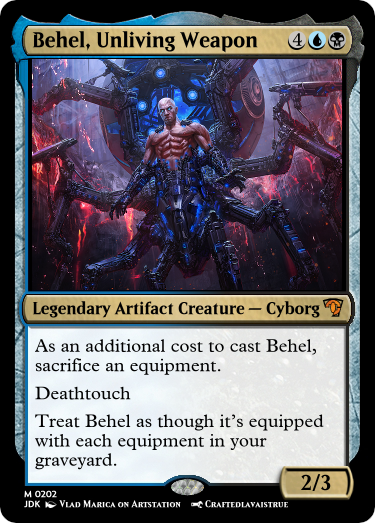 Behel, Unliving Weapon 4
Legendary Artifact Creature — Cyborg
As an additional cost to cast Behel,
sacrifice an equipment.
Deathtouch
Treat Behel as though it's equipped
with each equipment in your
graveyard.
2/3
M 0202
JDK Vlad Marica on Artstation Craftedlavaistrue